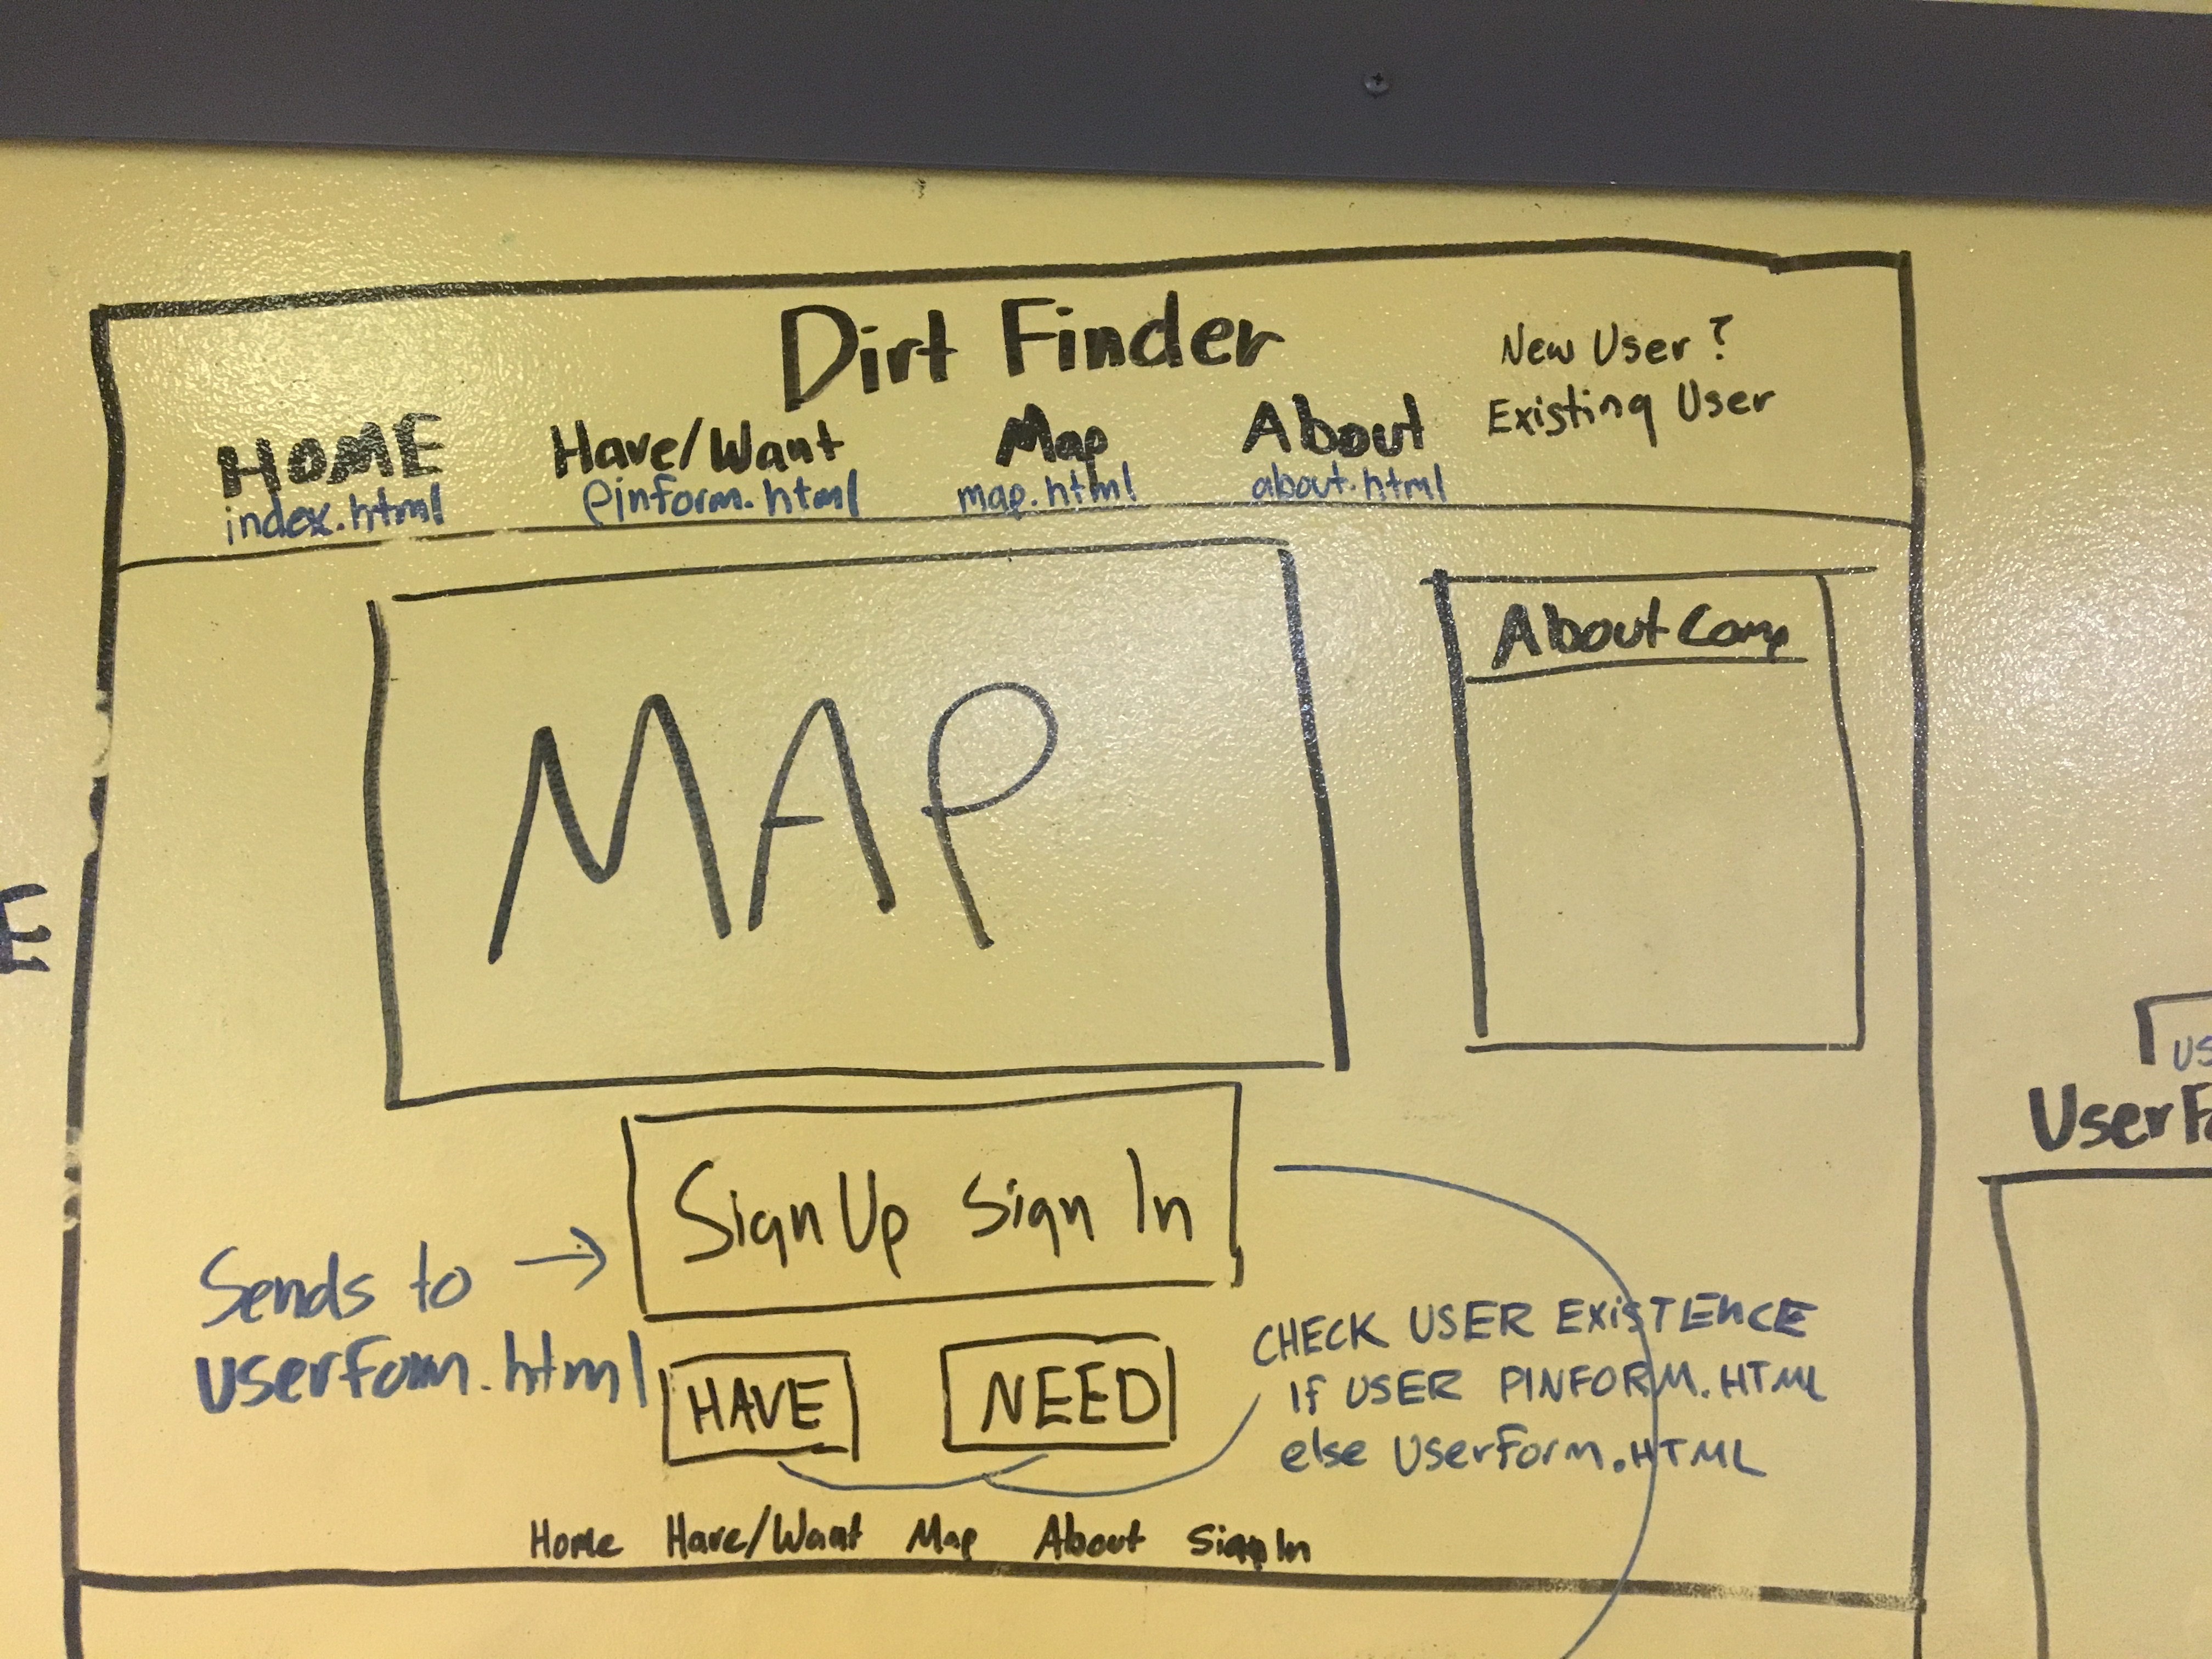 Dirt Finder
New User ?
Existing User
HOME Have/Want Map About
index.html pinform.html map.html about.html
MAP
About Comp
Sign Up Sign In
Sends to →
userform.html
HAVE NEED
CHECK USER EXISTENCE
If USER PINFORM.HTML
else UserForm.HTML
Home Have/Want Map About Sign In
E
US
UserF